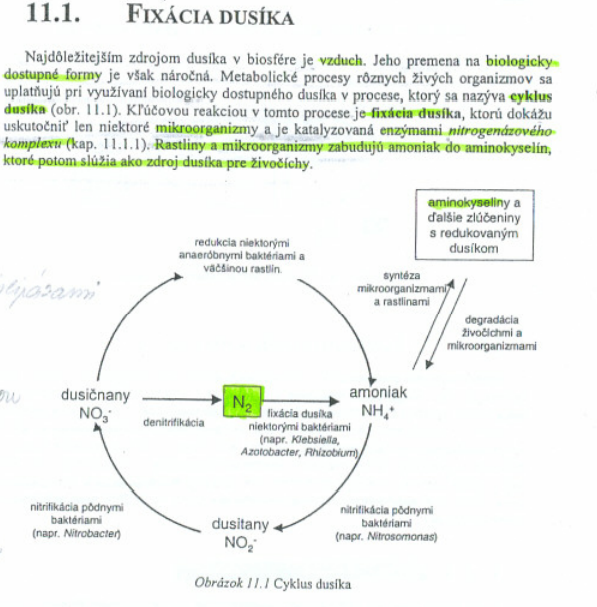 11.1. FIXÁCIA DUSÍKA
Najdôležitejším zdrojom dusíka v biosfére je vzduch. Jeho premena na biologicky
dostupné formy je však náročná. Metabolické procesy rôznych živých organizmov sa
uplatňujú pri využívaní biologicky dostupného dusíka v procese, ktorý sa nazýva cyklus
dusíka (obr. 11.1). Kľúčovou reakciou v tomto procese je fixácia dusíka, ktorú dokážu
uskutočniť len niektoré mikroorganizmy a je katalyzovaná enzýmami nitrogenázového
komplexu (kap. 11.1.1). Rastliny a mikroorganizmy zabudujú amoniak do aminokyselín,
ktoré potom slúžia ako zdroj dusíka pre živočíchy.
aminokyseliny a
ďalšie zlúčeniny
s redukovaným
dusíkom
redukcia niektorými
anaeróbnymi baktériami a
väčšinou rastlín.
syntéza
mikroorganizmami
a rastlinami
degradácia
živočíchmi a
mikroorganizmami
dusičnany
NO₃⁻
denitrifikácia
N₂
fixácia dusíka
niektorými baktériami
(napr. Klebsiella,
Azotobacter, Rhizobium)
amoniak
NH₄⁺
nitrifikácia pôdnymi
baktériami
(napr. Nitrobacter)
dusitany
NO₂⁻
nitrifikácia pôdnymi
baktériami
(napr. Nitrosomonas)
Obrázok 11.1 Cyklus dusíka